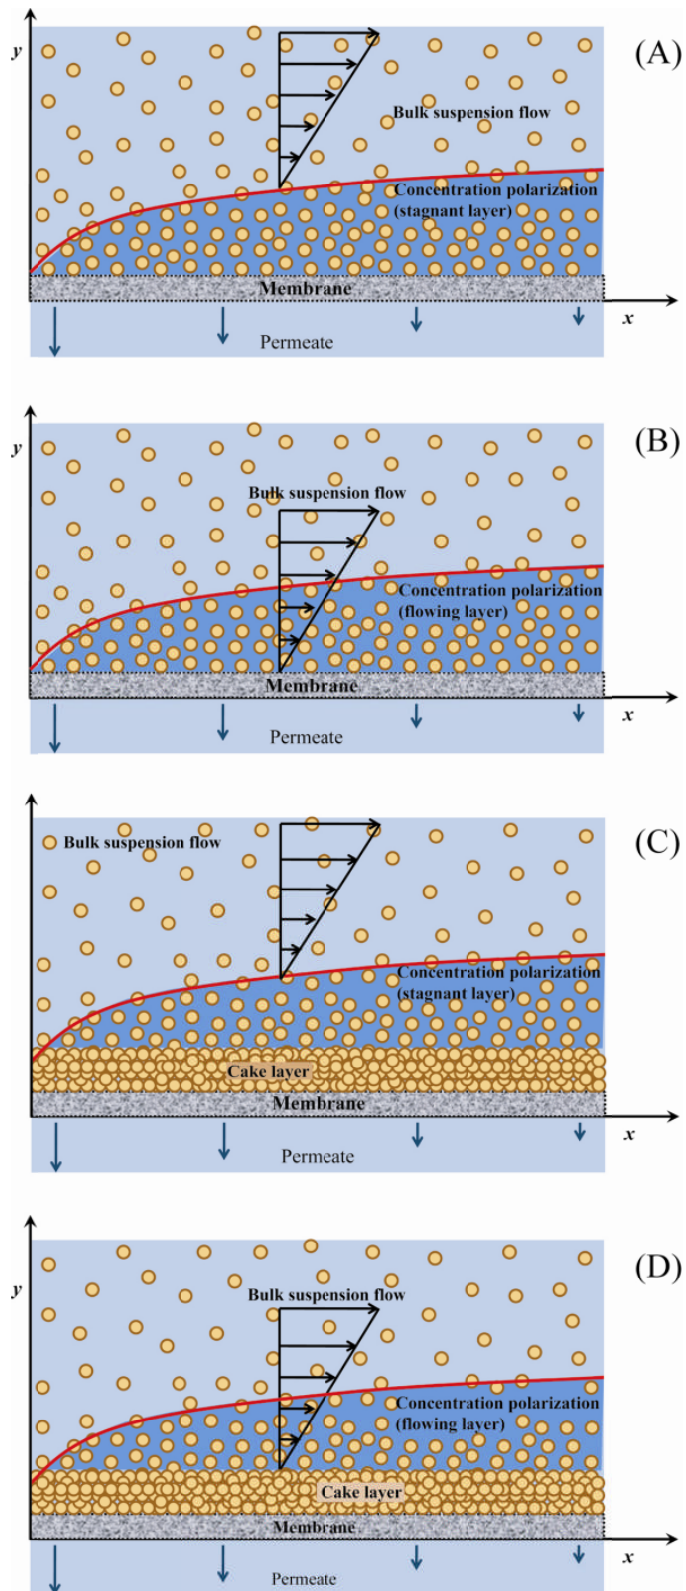 y
(A)
Bulk suspension flow
Concentration polarization
(stagnant layer)
Membrane
x
Permeate
y
(B)
Bulk suspension flow
Concentration polarization
(flowing layer)
Membrane
x
Permeate
y
(C)
Bulk suspension flow
Concentration polarization
(stagnant layer)
Cake layer
Membrane
x
Permeate
y
(D)
Bulk suspension flow
Concentration polarization
(flowing layer)
Cake layer
Membrane
x
Permeate